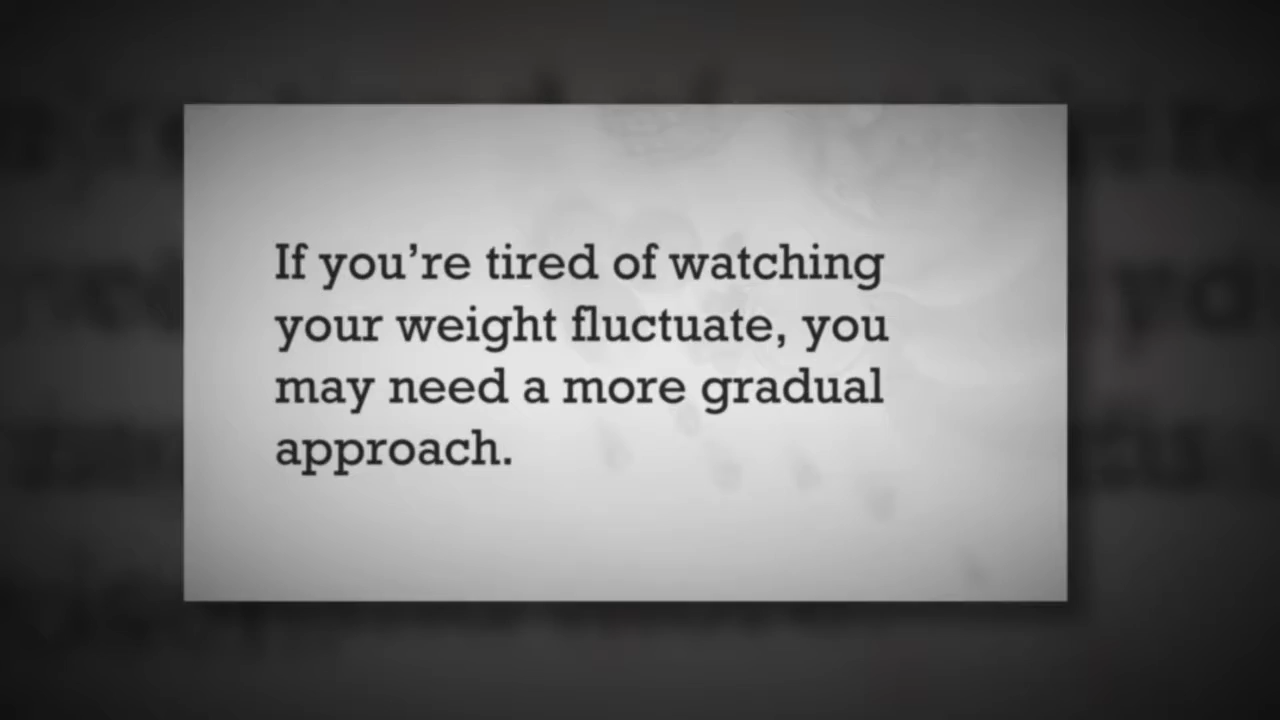 If you’re tired of watching
your weight fluctuate, you
may need a more gradual
approach.